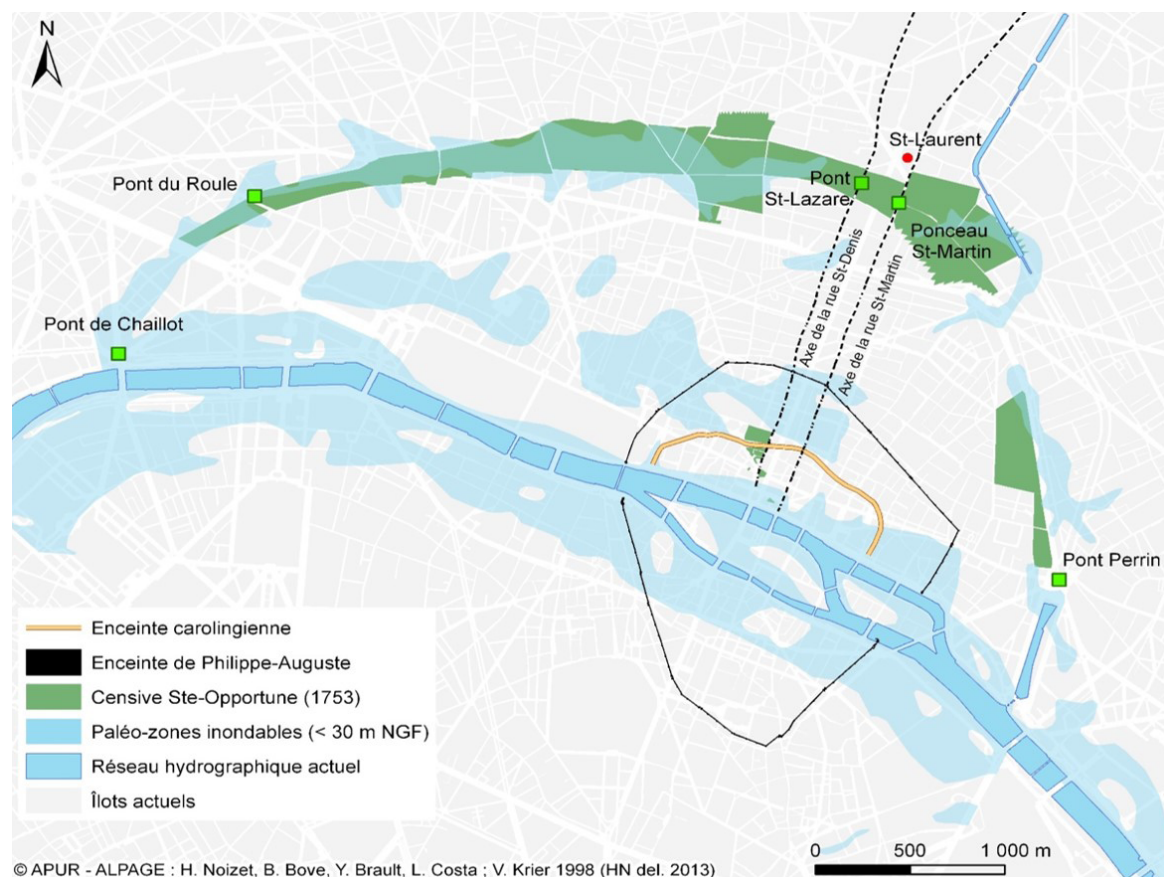 N
St-Laurent
Pont du Roule
Pont
St-Lazare
Ponceau
St-Martin
Axe de la rue St-Denis
Axe de la rue St-Martin
Pont de Chaillot
Pont Perrin
Enceinte carolingienne
Enceinte de Philippe-Auguste
Censive Ste-Opportune (1753)
Paléo-zones inondables (< 30 m NGF)
Réseau hydrographique actuel
Îlots actuels
0 500 1 000 m
© APUR - ALPAGE : H. Noizet, B. Bove, Y. Brault, L. Costa ; V. Krier 1998 (HN del. 2013)